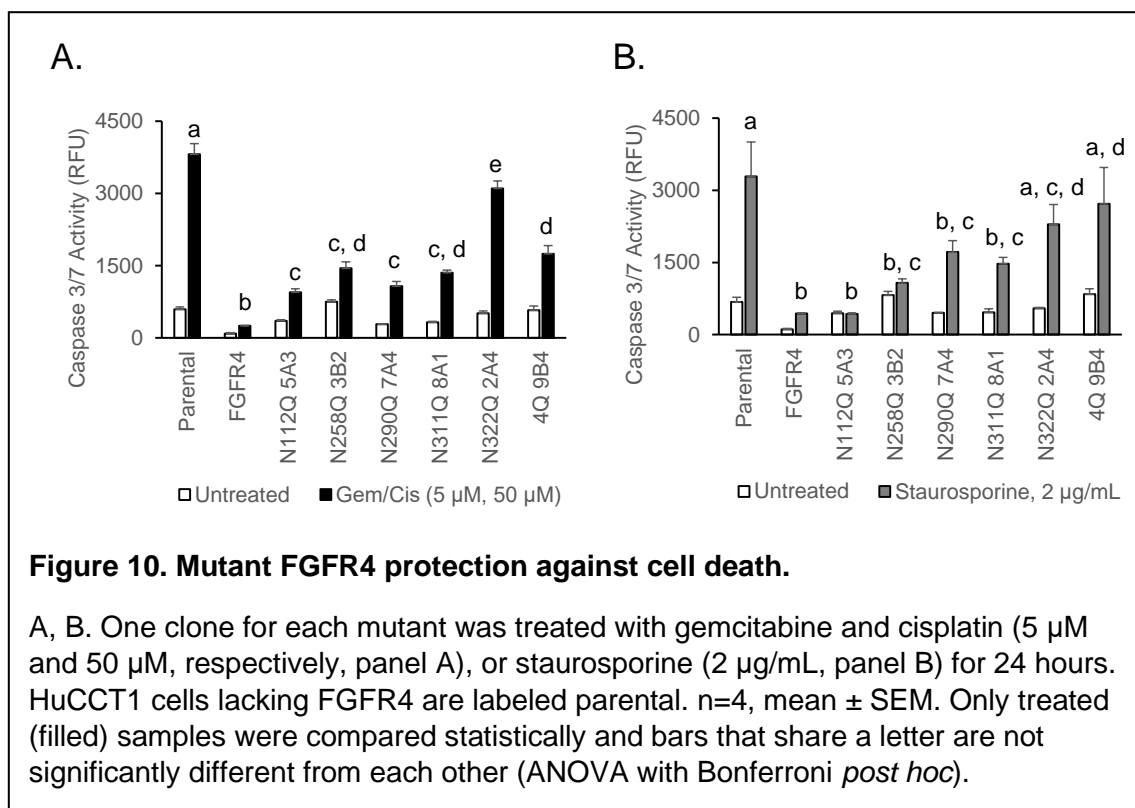 A.
B.
Caspase 3/7 Activity (RFU)
4500
3000
1500
0
a
b
c
c, d
c
c, d
e
d
Parental
FGFR4
N112Q 5A3
N258Q 3B2
N290Q 7A4
N311Q 8A1
N322Q 2A4
4Q 9B4
Untreated
Gem/Cis (5 µM, 50 µM)
Caspase 3/7 Activity (RFU)
4500
3000
1500
0
a
b
b
b, c
b, c
b, c
a, c, d
a, d
Parental
FGFR4
N112Q 5A3
N258Q 3B2
N290Q 7A4
N311Q 8A1
N322Q 2A4
4Q 9B4
Untreated
Staurosporine, 2 µg/mL
Figure 10. Mutant FGFR4 protection against cell death.
A, B. One clone for each mutant was treated with gemcitabine and cisplatin (5 µM
and 50 µM, respectively, panel A), or staurosporine (2 µg/mL, panel B) for 24 hours.
HuCCT1 cells lacking FGFR4 are labeled parental. n=4, mean ± SEM. Only treated
(filled) samples were compared statistically and bars that share a letter are not
significantly different from each other (ANOVA with Bonferroni post hoc).